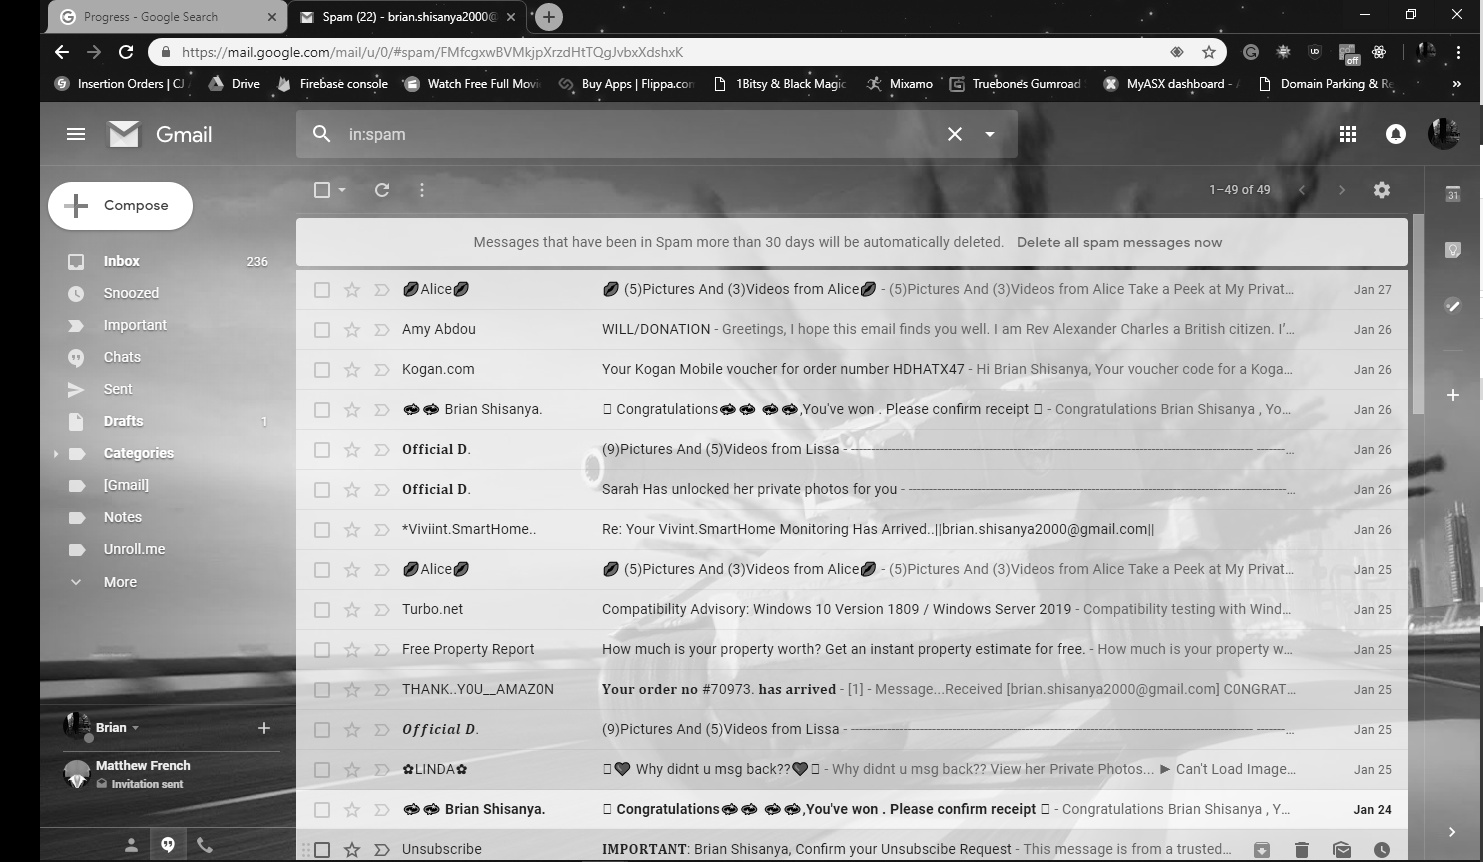 Progress - Google Search
Spam (22) - brian.shisanya2000@
https://mail.google.com/mail/u/0/#spam/FMfcgxwBVMkjpXrzdHtTQgJvbxXdshxK
off
Insertion Orders | CJ
Drive
Firebase console
Watch Free Full Movi
Buy Apps | Flippa.con
1Bitsy & Black Magic
Mixamo
Truebones Gumroad
MyASX dashboard -
Domain Parking & Re
»
Gmail
in:spam
Compose
1–49 of 49
31
Messages that have been in Spam more than 30 days will be automatically deleted. Delete all spam messages now
Inbox 236
Snoozed
Important
Chats
Sent
Drafts 1
Categories
[Gmail]
Notes
Unroll.me
More
Alice (5)Pictures And (3)Videos from Alice - (5)Pictures And (3)Videos from Alice Take a Peek at My Privat... Jan 27
Amy Abdou WILL/DONATION - Greetings, I hope this email finds you well. I am Rev Alexander Charles a British citizen. I'... Jan 26
Kogan.com Your Kogan Mobile voucher for order number HDHATX47 - Hi Brian Shisanya, Your voucher code for a Koga... Jan 26
Brian Shisanya. Congratulations ,You've won . Please confirm receipt - Congratulations Brian Shisanya , Yo... Jan 26
Official D. (9)Pictures And (5)Videos from Lissa - ... Jan 26
Official D. Sarah Has unlocked her private photos for you - ... Jan 26
*Viviint.SmartHome.. Re: Your Vivint.SmartHome Monitoring Has Arrived..||brian.shisanya2000@gmail.com|| Jan 26
Alice (5)Pictures And (3)Videos from Alice - (5)Pictures And (3)Videos from Alice Take a Peek at My Privat... Jan 25
Turbo.net Compatibility Advisory: Windows 10 Version 1809 / Windows Server 2019 - Compatibility testing with Wind... Jan 25
Free Property Report How much is your property worth? Get an instant property estimate for free. - How much is your property w... Jan 25
THANK..Y0U__AMAZ0N Your order no #70973. has arrived - [1] - Message...Received [brian.shisanya2000@gmail.com] C0NGRAT... Jan 25
Official D. (9)Pictures And (5)Videos from Lissa - ... Jan 25
✿LINDA✿ Why didnt u msg back?? - Why didnt u msg back?? View her Private Photos... ► Can't Load Image... Jan 25
Brian Shisanya. Congratulations ,You've won . Please confirm receipt - Congratulations Brian Shisanya , Y... Jan 24
Unsubscribe IMPORTANT: Brian Shisanya, Confirm your Unsubscibe Request - This message is from a trusted...
Brian
Matthew French
Invitation sent